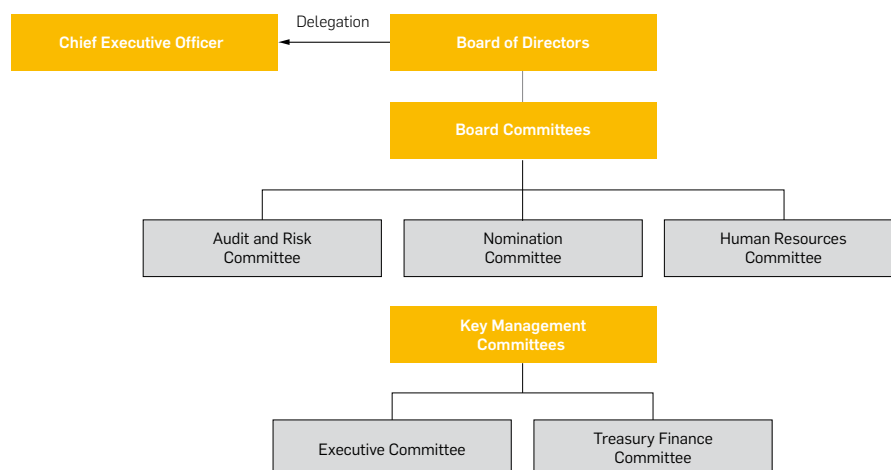 Delegation
Chief Executive Officer
Board of Directors
Board Committees
Audit and Risk
Committee
Nomination
Committee
Human Resources
Committee
Key Management
Committees
Executive Committee
Treasury Finance
Committee